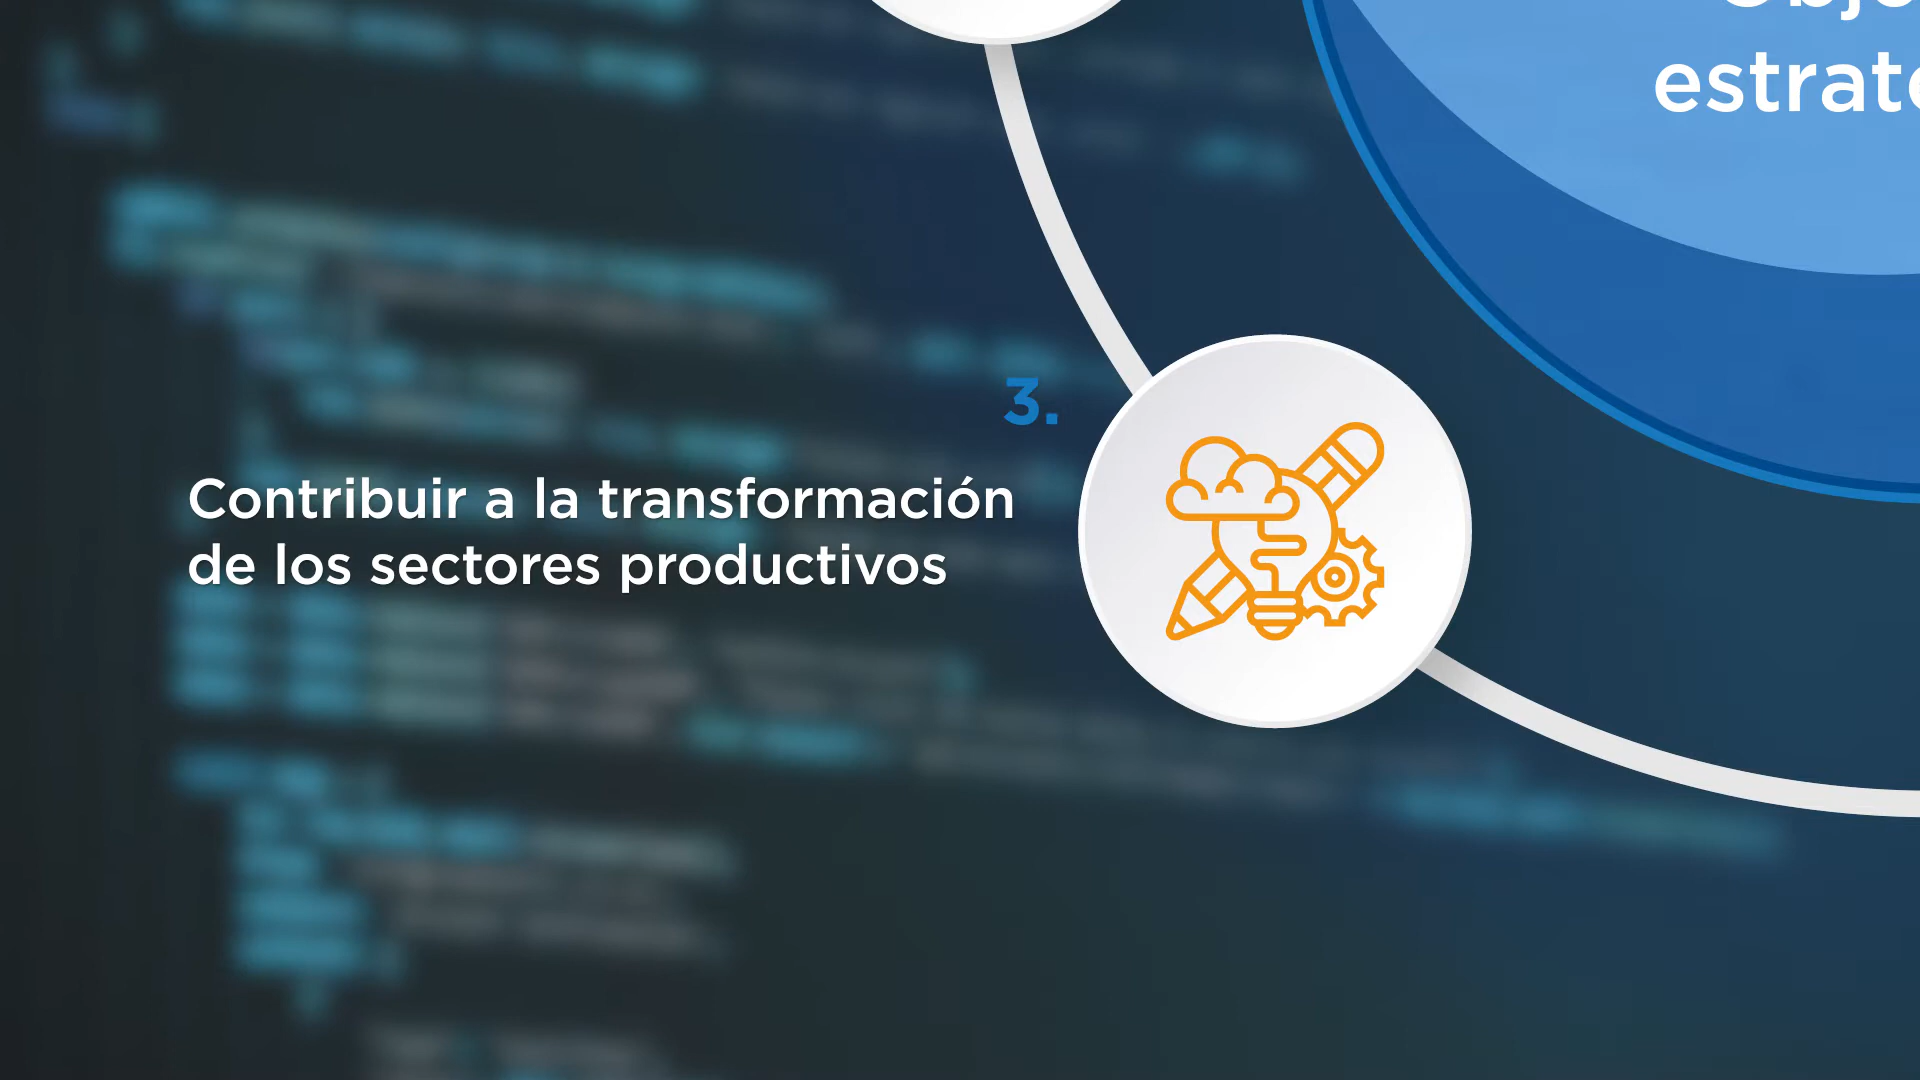 estrat
3.
Contribuir a la transformación
de los sectores productivos